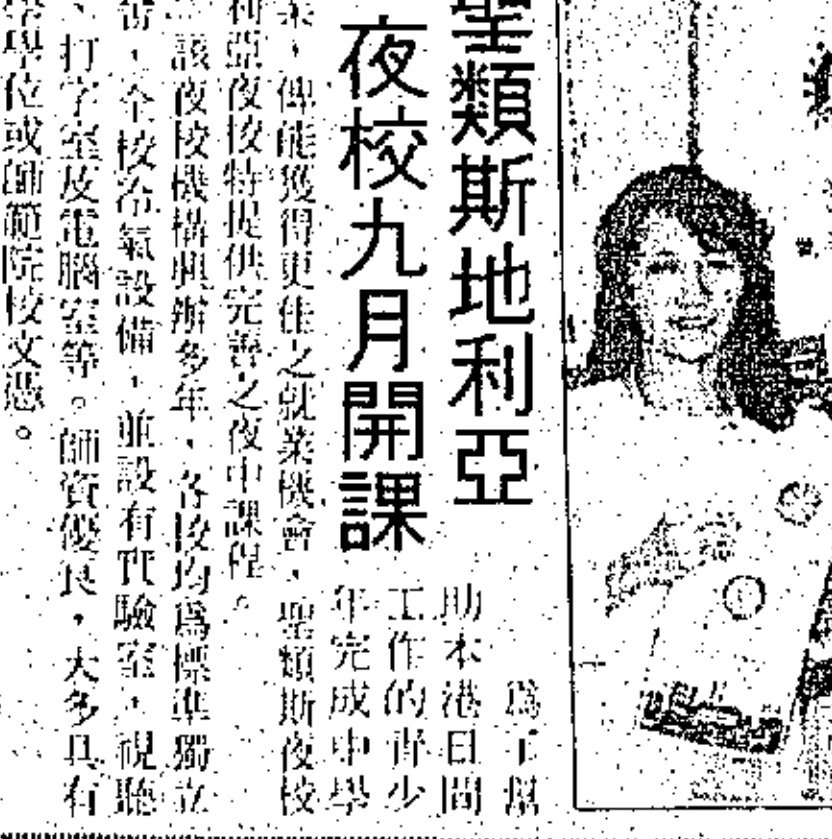 聖類斯地利亞
夜校九月開課
為了幫
助本港日間
工作的青少
年完成中學
業,俾能獲得更佳之就業機會,聖類斯夜校
利亞夜校特提供完善之夜中課程。
該夜校機構興辦多年,各校均爲標準獨立
,全校冷氣設備,並設有實驗室,視聽
、打字室及電腦室等。師資優良,大多具有
學學位或師範院校文憑。